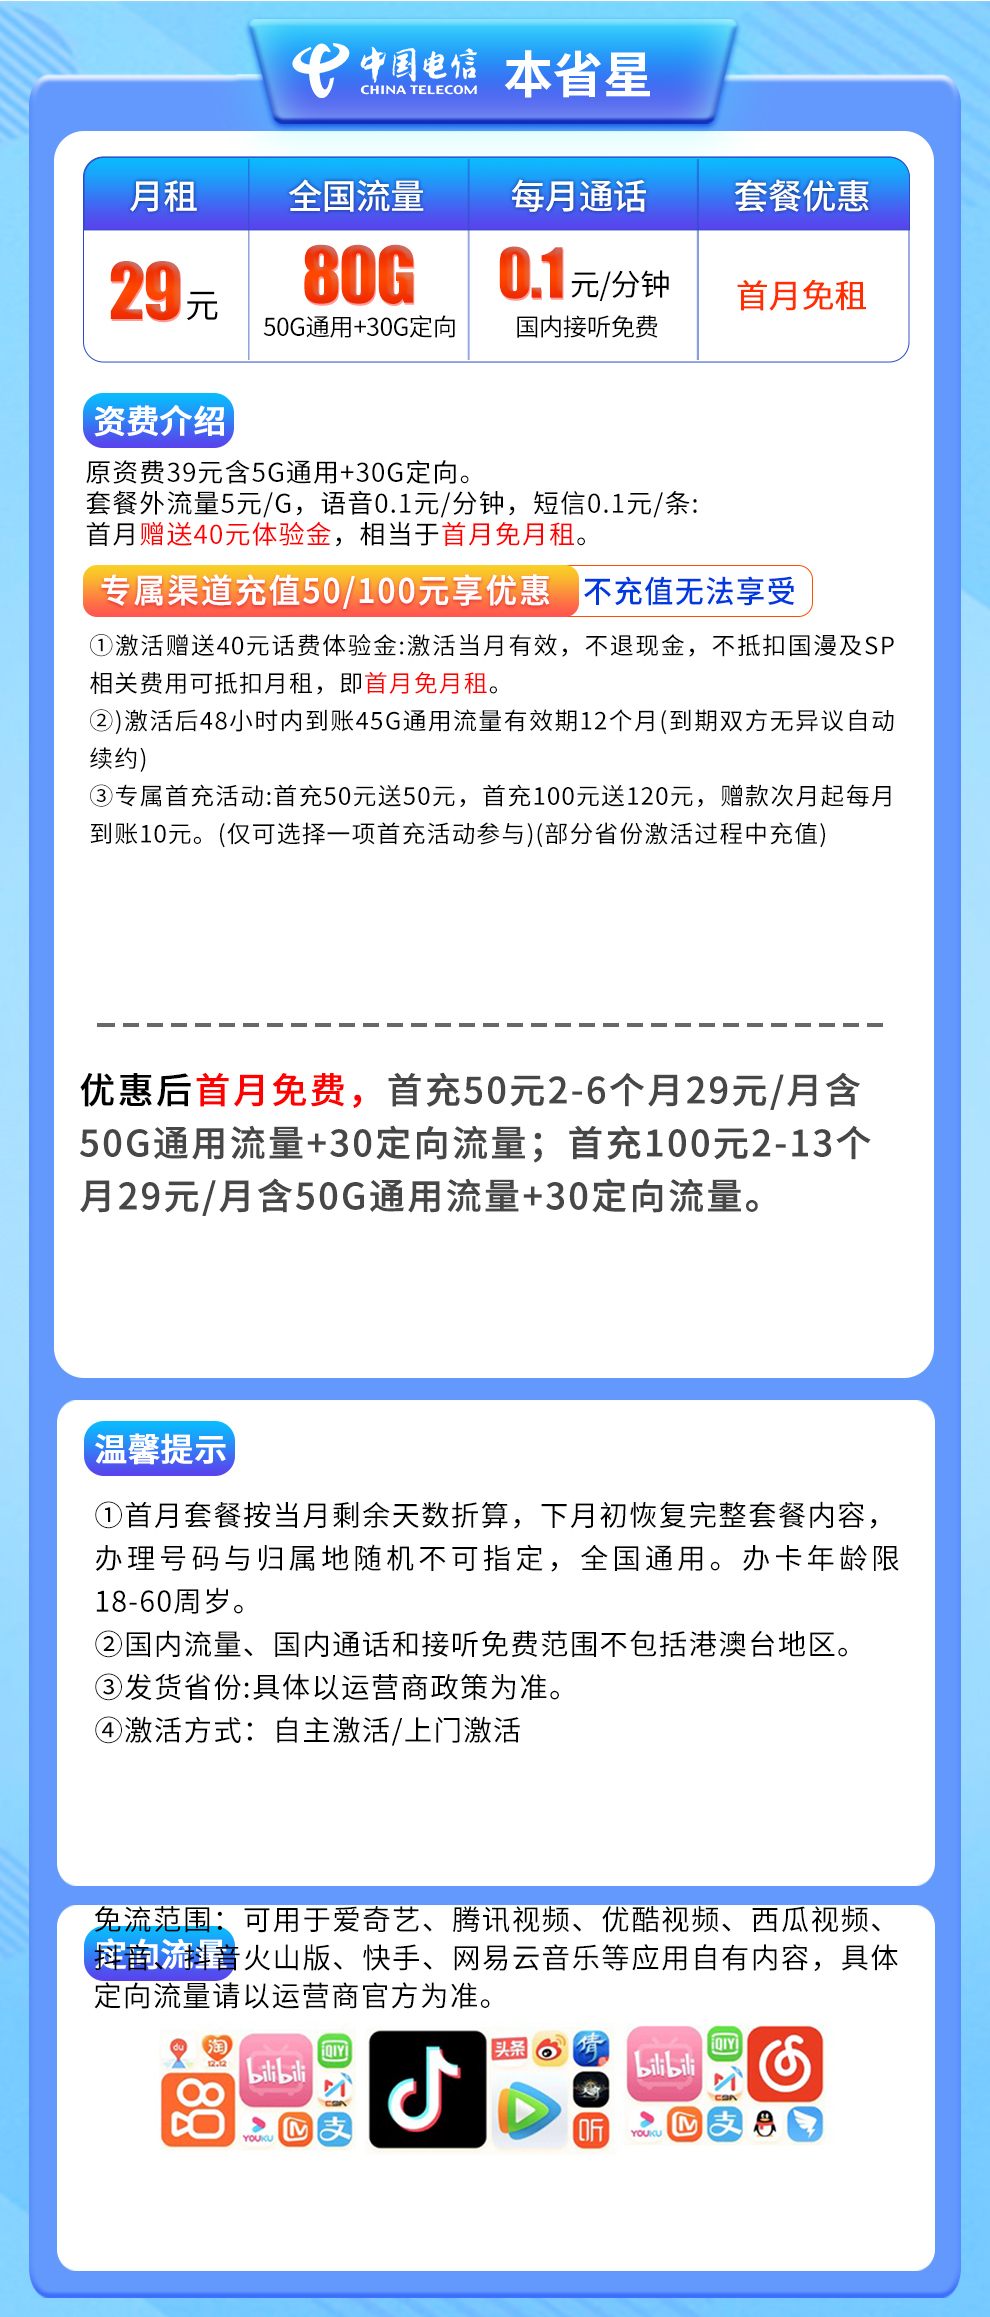 中国电信
CHINA TELECOM
本省星
月租 全国流量 每月通话 套餐优惠
29元 80G 0.1元/分钟 首月免租
50G通用+30G定向 国内接听免费
资费介绍
原资费39元含5G通用+30G定向。
套餐外流量5元/G，语音0.1元/分钟，短信0.1元/条:
首月赠送40元体验金，相当于首月免月租。
专属渠道充值50/100元享优惠 不充值无法享受
①激活赠送40元话费体验金:激活当月有效，不退现金，不抵扣国漫及SP
相关费用可抵扣月租，即首月免月租。
②)激活后48小时内到账45G通用流量有效期12个月(到期双方无异议自动
续约)
③专属首充活动:首充50元送50元，首充100元送120元，赠款次月起每月
到账10元。(仅可选择一项首充活动参与)(部分省份激活过程中充值)
优惠后首月免费，首充50元2-6个月29元/月含
50G通用流量+30定向流量；首充100元2-13个
月29元/月含50G通用流量+30定向流量。
温馨提示
①首月套餐按当月剩余天数折算，下月初恢复完整套餐内容，
办理号码与归属地随机不可指定，全国通用。办卡年龄限
18-60周岁。
②国内流量、国内通话和接听免费范围不包括港澳台地区。
③发货省份:具体以运营商政策为准。
④激活方式：自主激活/上门激活
定向流量
免流范围：可用于爱奇艺、腾讯视频、优酷视频、西瓜视频、
抖音、抖音火山版、快手、网易云音乐等应用自有内容，具体
定向流量请以运营商官方为准。
du 淘 12.12 bilibili iQIYI 头条 倩 bilibili iQIYI
YOUKU 支 听 YOUKU 支